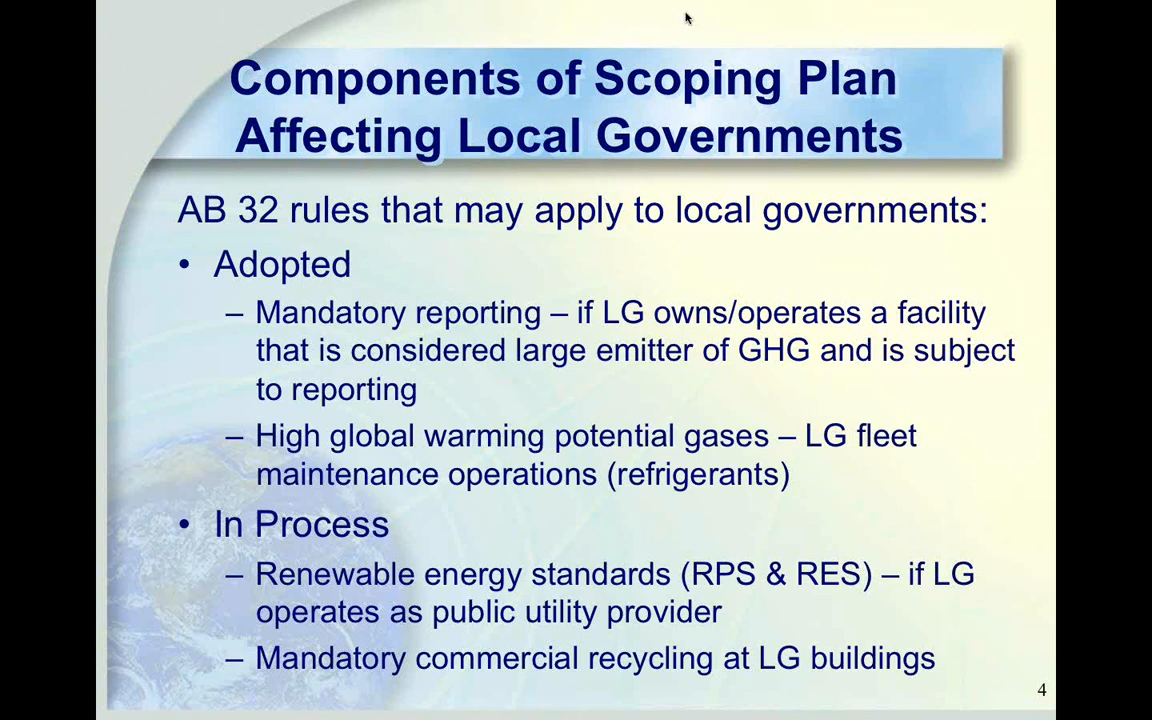 Components of Scoping Plan
Affecting Local Governments
AB 32 rules that may apply to local governments:
• Adopted
– Mandatory reporting – if LG owns/operates a facility
that is considered large emitter of GHG and is subject
to reporting
– High global warming potential gases – LG fleet
maintenance operations (refrigerants)
• In Process
– Renewable energy standards (RPS & RES) – if LG
operates as public utility provider
– Mandatory commercial recycling at LG buildings
4